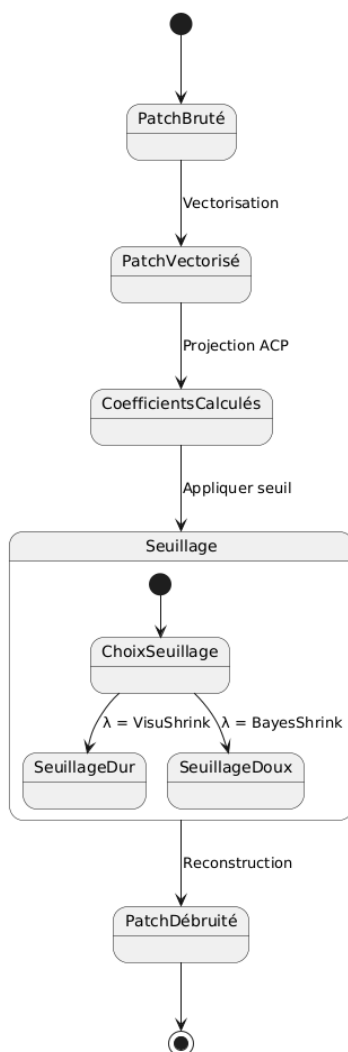 PatchBruté
Vectorisation
PatchVectorisé
Projection ACP
CoefficientsCalculés
Appliquer seuil
Seuillage
ChoixSeuillage
λ = VisuShrink
λ = BayesShrink
SeuillageDur
SeuillageDoux
Reconstruction
PatchDébruité